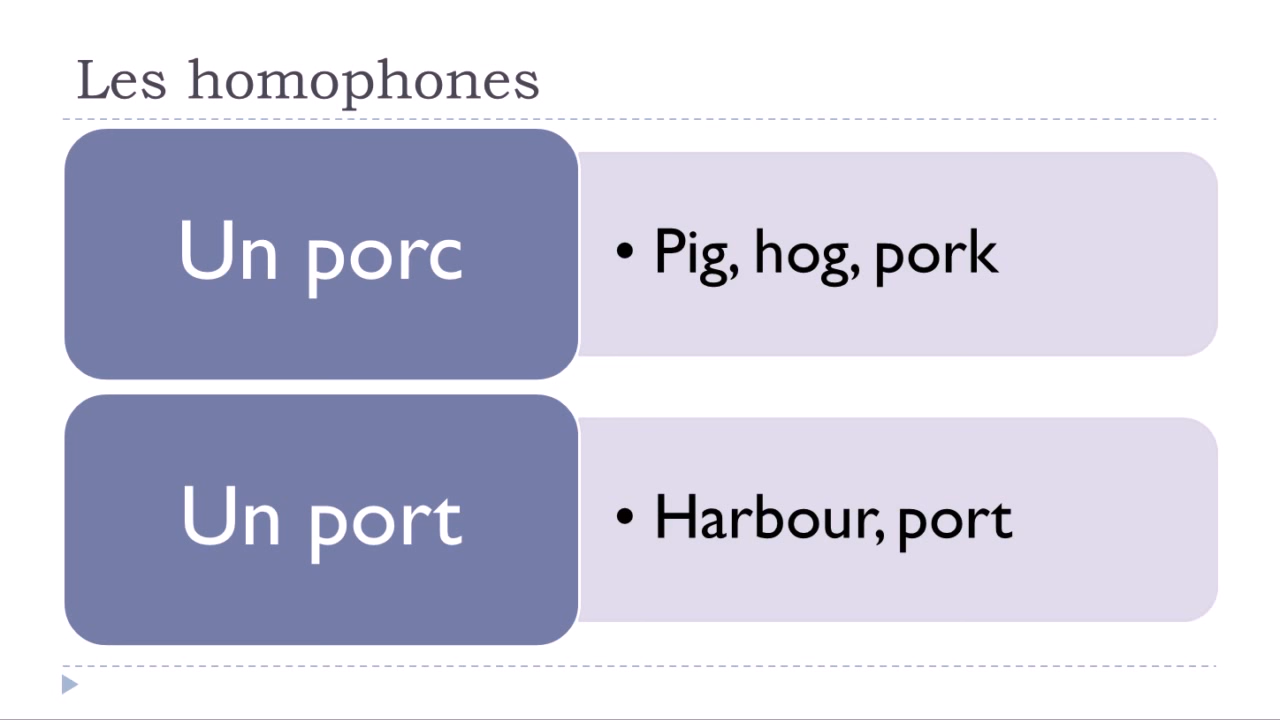 Les homophones
Un porc
• Pig, hog, pork
Un port
• Harbour, port